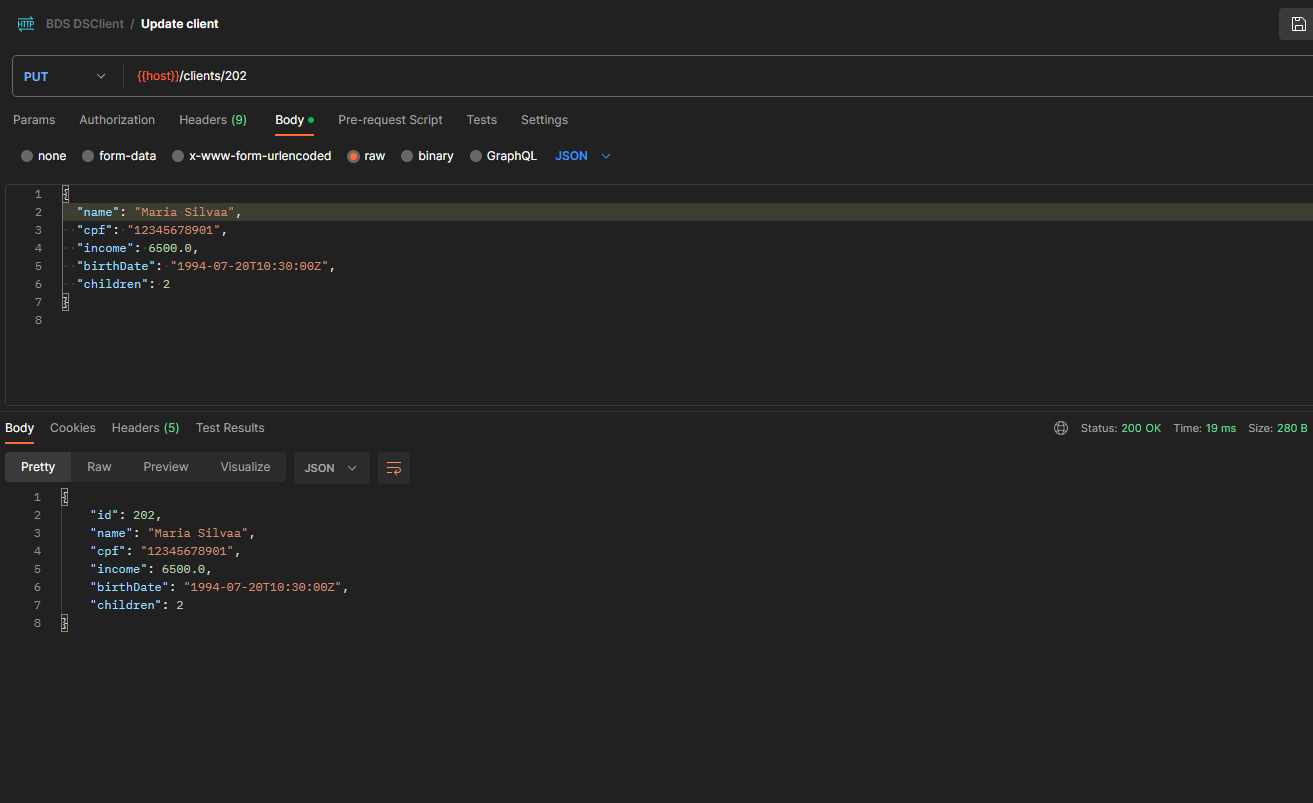 HTTP BDS DSClient / Update client
PUT {{host}}/clients/202
Params Authorization Headers (9) Body Pre-request Script Tests Settings
none form-data x-www-form-urlencoded raw binary GraphQL JSON
1 {
2 "name": "Maria Silvaa",
3 "cpf": "12345678901",
4 "income": 6500.0,
5 "birthDate": "1994-07-20T10:30:00Z",
6 "children": 2
7 }
8
Body Cookies Headers (5) Test Results Status: 200 OK Time: 19 ms Size: 280 B
Pretty Raw Preview Visualize JSON
1 {
2 "id": 202,
3 "name": "Maria Silvaa",
4 "cpf": "12345678901",
5 "income": 6500.0,
6 "birthDate": "1994-07-20T10:30:00Z",
7 "children": 2
8 }